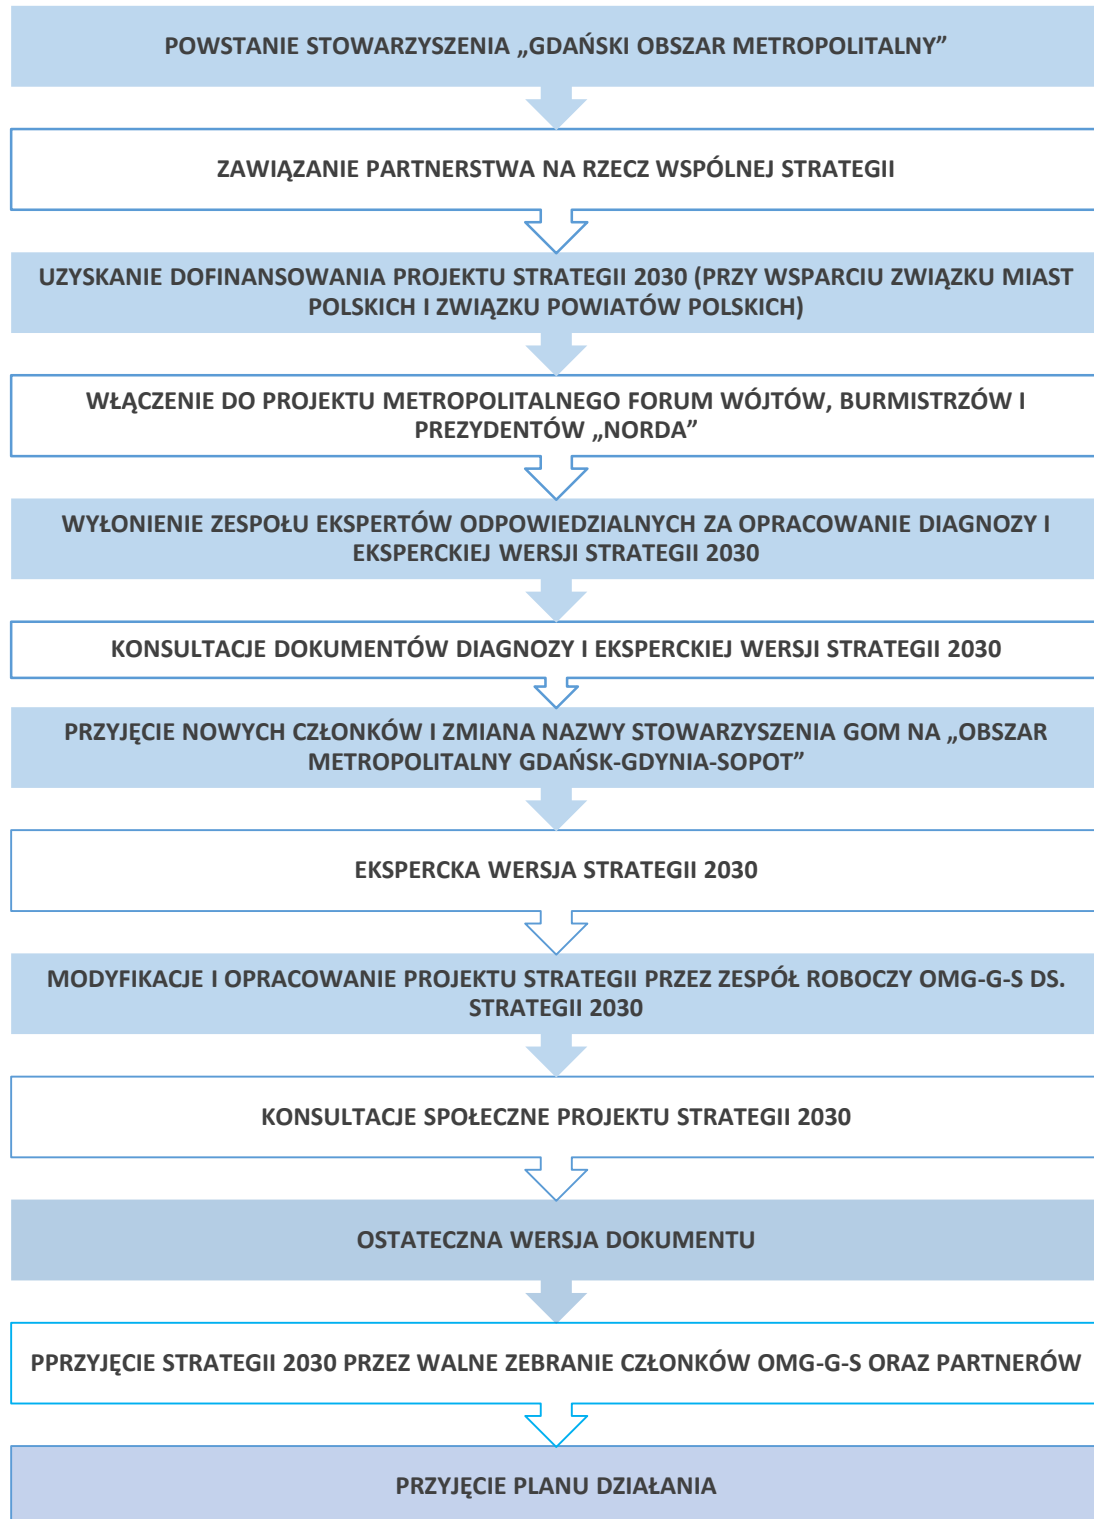 POWSTANIE STOWARZYSZENIA „GDAŃSKI OBSZAR METROPOLITALNY”
ZAWIĄZANIE PARTNERSTWA NA RZECZ WSPÓLNEJ STRATEGII
UZYSKANIE DOFINANSOWANIA PROJEKTU STRATEGII 2030 (PRZY WSPARCIU ZWIĄZKU MIAST
POLSKICH I ZWIĄZKU POWIATÓW POLSKICH)
WŁĄCZENIE DO PROJEKTU METROPOLITALNEGO FORUM WÓJTÓW, BURMISTRZÓW I
PREZYDENTÓW „NORDA”
WYŁONIENIE ZESPOŁU EKSPERTÓW ODPOWIEDZIALNYCH ZA OPRACOWANIE DIAGNOZY I
EKSPERCKIEJ WERSJI STRATEGII 2030
KONSULTACJE DOKUMENTÓW DIAGNOZY I EKSPERCKIEJ WERSJI STRATEGII 2030
PRZYJĘCIE NOWYCH CZŁONKÓW I ZMIANA NAZWY STOWARZYSZENIA GOM NA „OBSZAR
METROPOLITALNY GDAŃSK-GDYNIA-SOPOT”
EKSPERCKA WERSJA STRATEGII 2030
MODYFIKACJE I OPRACOWANIE PROJEKTU STRATEGII PRZEZ ZESPÓŁ ROBOCZY OMG-G-S DS.
STRATEGII 2030
KONSULTACJE SPOŁECZNE PROJEKTU STRATEGII 2030
OSTATECZNA WERSJA DOKUMENTU
PPRZYJĘCIE STRATEGII 2030 PRZEZ WALNE ZEBRANIE CZŁONKÓW OMG-G-S ORAZ PARTNERÓW
PRZYJĘCIE PLANU DZIAŁANIA